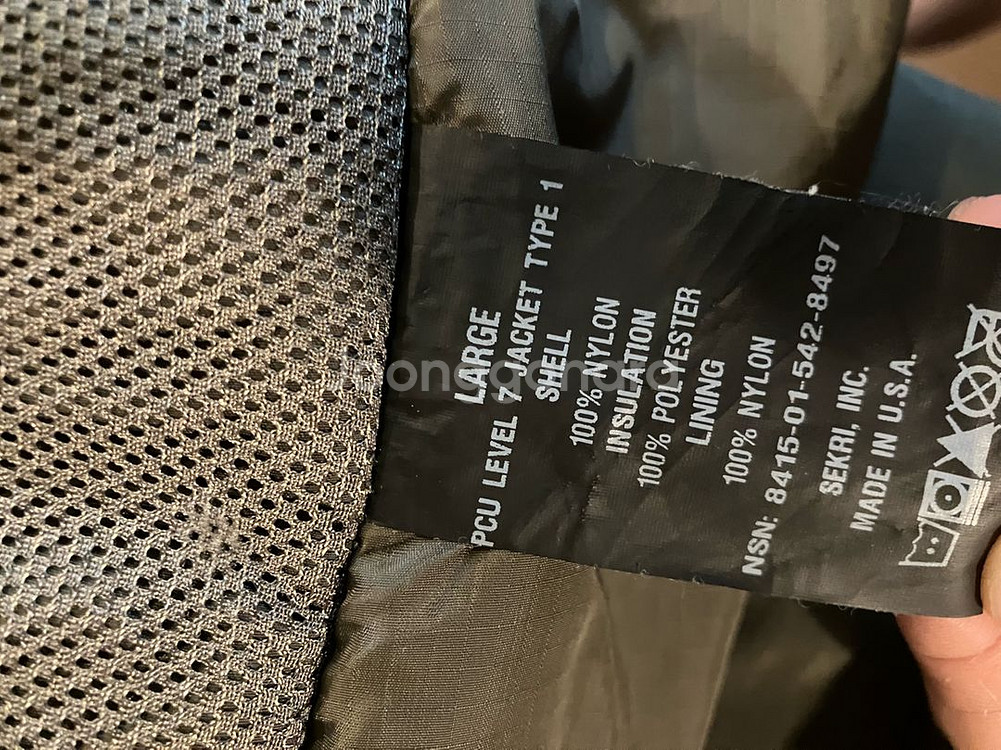 LARGE
PCU LEVEL 7 JACKET TYPE 1
SHELL
100% NYLON
INSULATION
100% POLYESTER
LINING
100% NYLON
NSN: 8415-01-542-8497
SEKRI, INC.
MADE IN U.S.A.